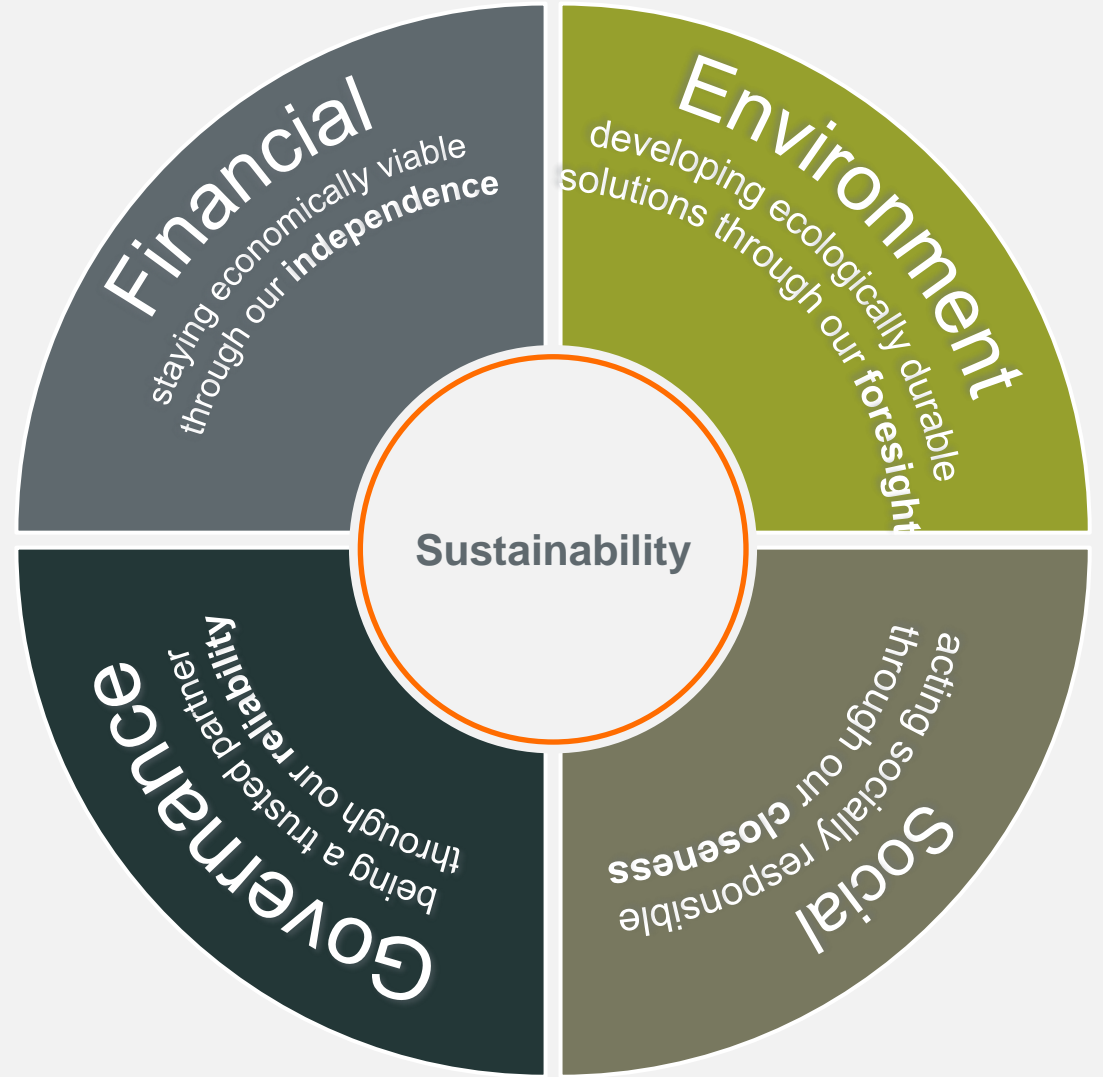 Financial
staying economically viable
through our independence
Environment
developing ecologically durable
solutions through our foresight
Sustainability
Social
acting socially responsible
through our closeness
Governance
being a trusted partner
through our reliability